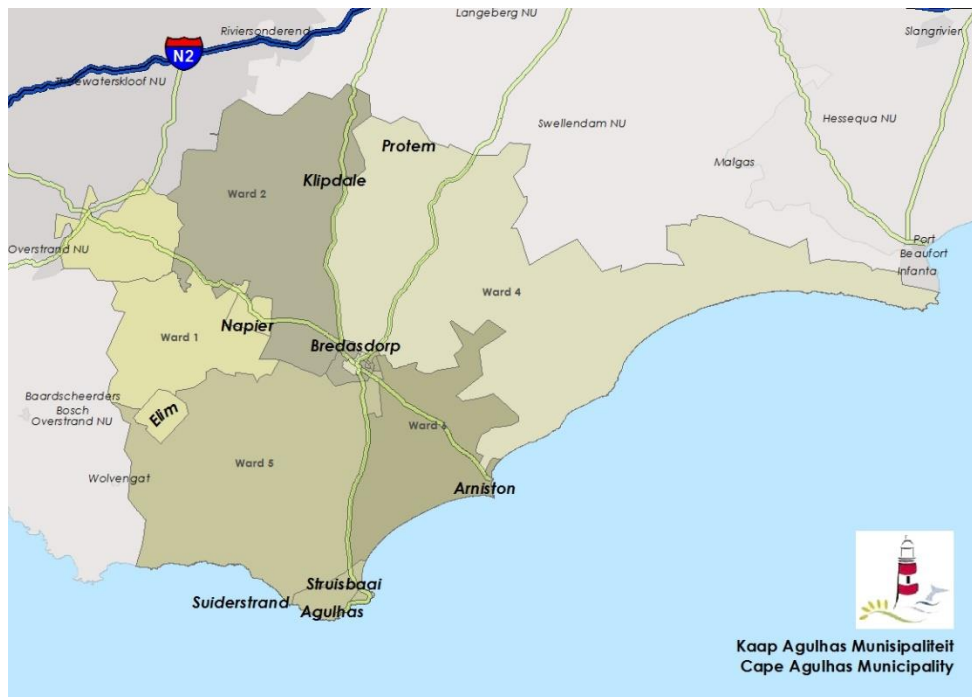 Langeberg NU
Riviersonderend
Slangrivier
N2
Theewaterskloof NU
Hessequa NU
Swellendam NU
Protem
Malgas
Klipdale
Ward 2
Overstrand NU
Port
Beaufort
Infanta
Ward 4
Napier
Ward 1
Bredasdorp
Baardscheerders
Bosch
Overstrand NU
Elim
Ward 6
Ward 5
Wolvengat
Arniston
Struisbaai
Suiderstrand
Agulhas
Kaap Agulhas Munisipaliteit
Cape Agulhas Municipality